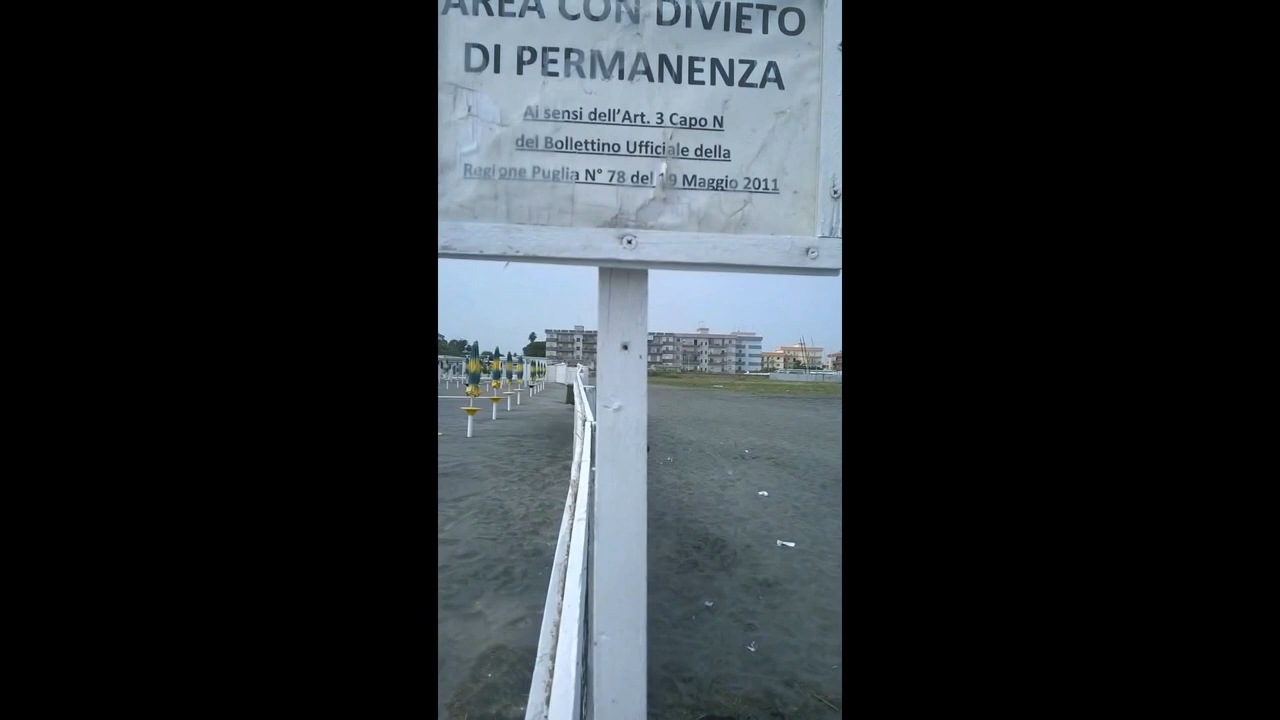 AREA CON DIVIETO
DI PERMANENZA
Ai sensi dell'Art. 3 Capo N
del Bollettino Ufficiale della
Regione Puglia N° 78 del 19 Maggio 2011